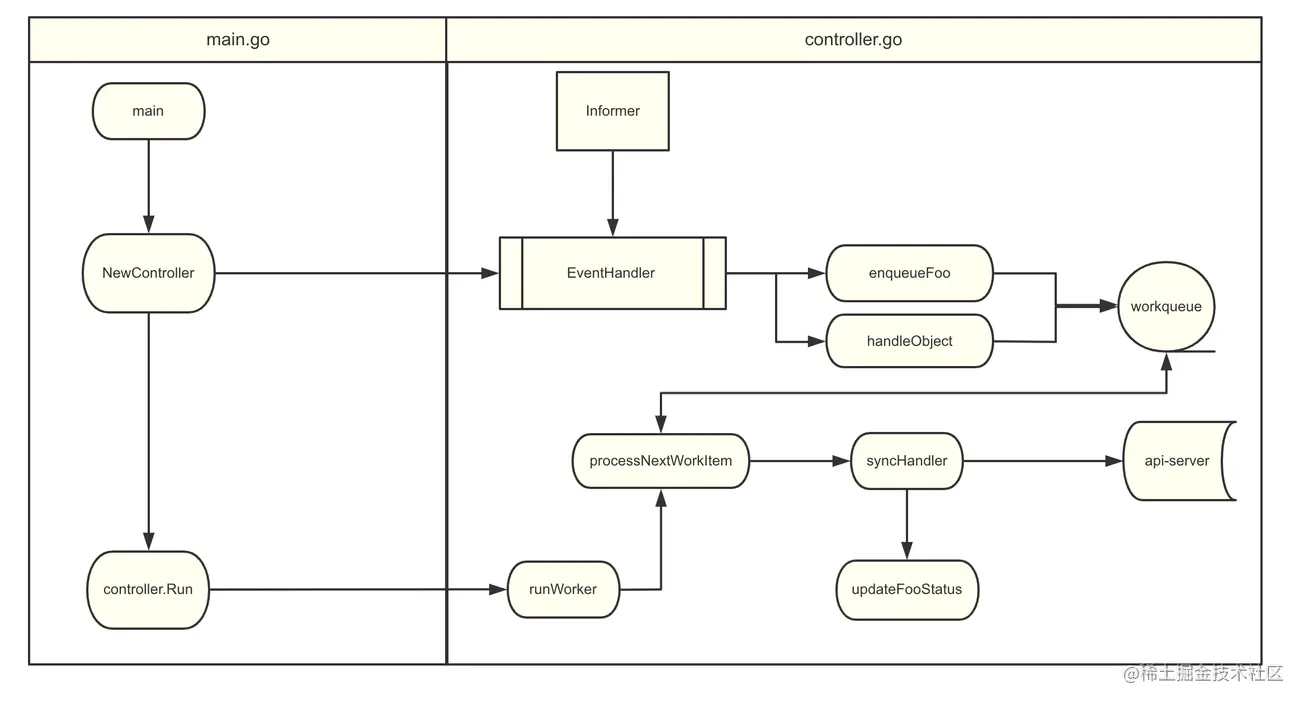 main.go
controller.go
main
Informer
NewController
EventHandler
enqueueFoo
workqueue
handleObject
processNextWorkItem
syncHandler
api-server
controller.Run
runWorker
updateFooStatus
@稀土掘金技术社区